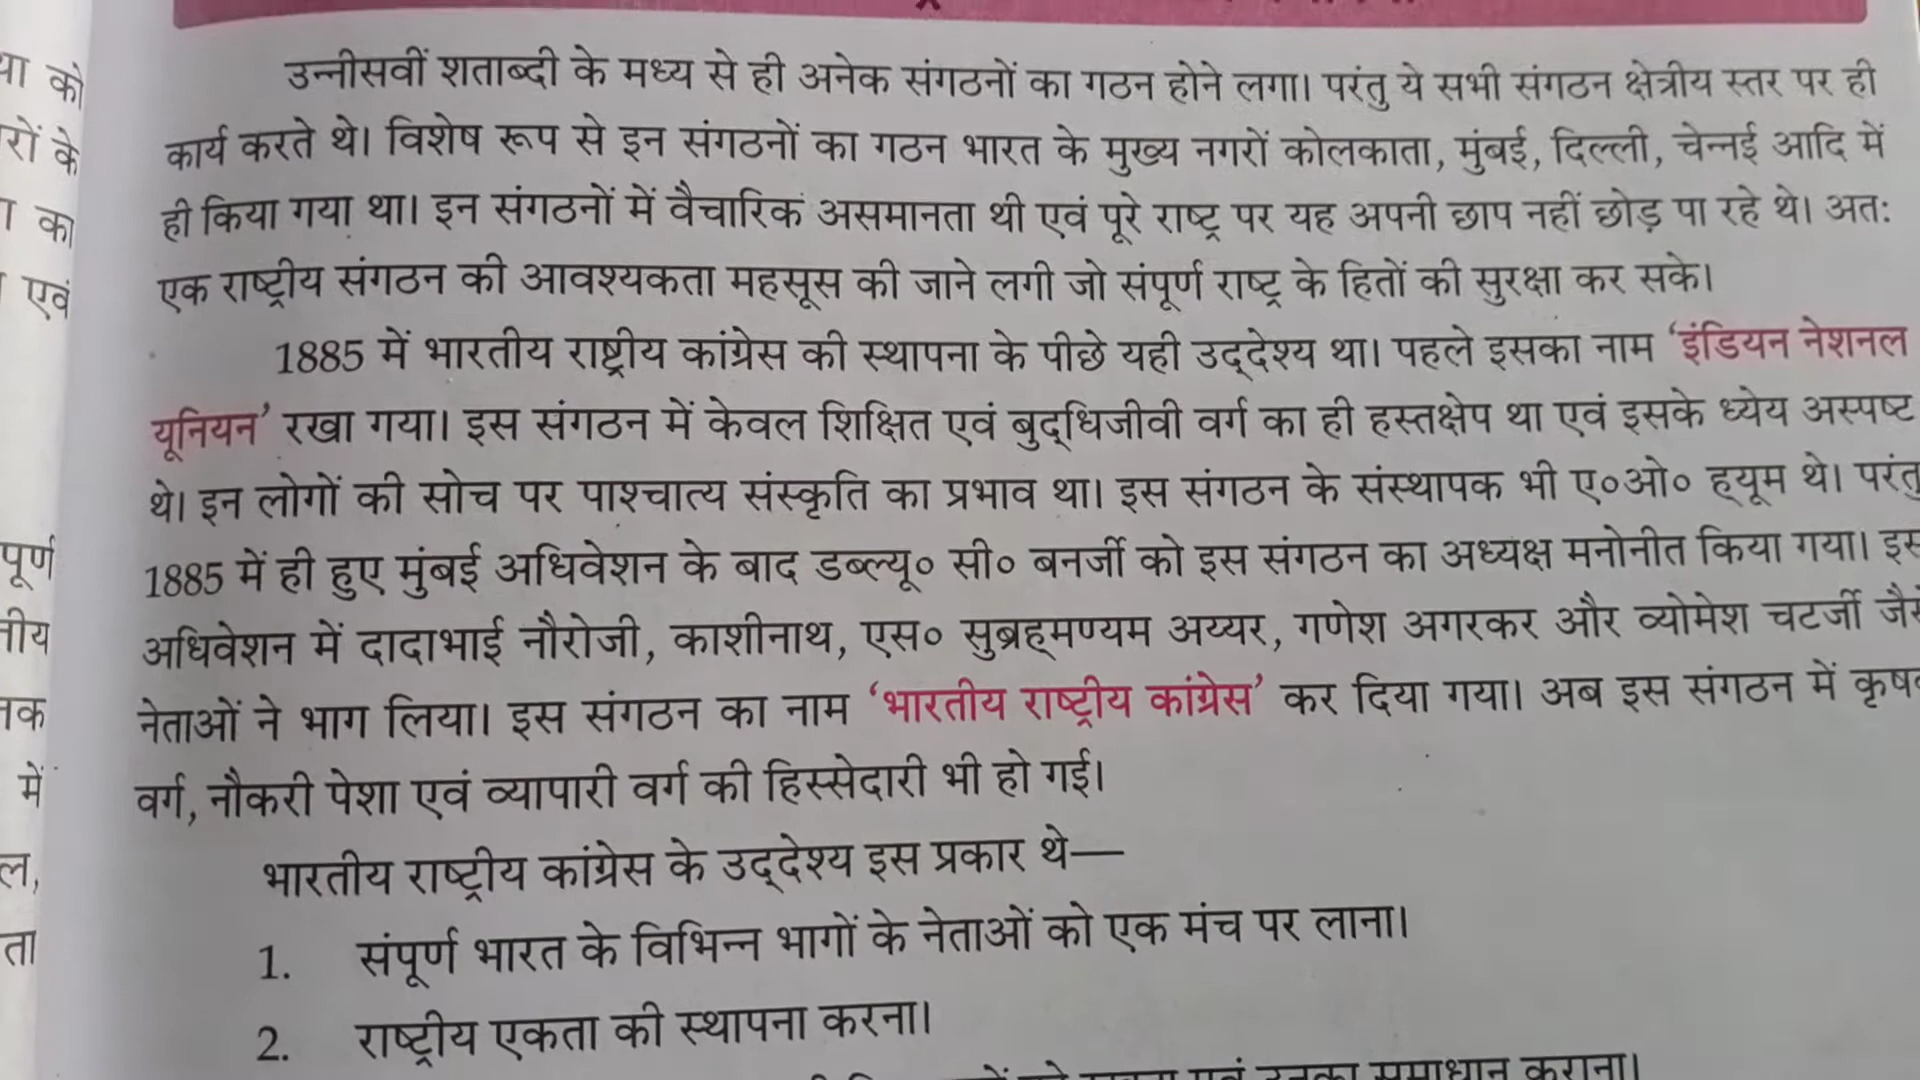 या को
रों के
का
एवं
पूर्ण
नीय
में
ल,
ता
उन्नीसवीं शताब्दी के मध्य से ही अनेक संगठनों का गठन होने लगा। परंतु ये सभी संगठन क्षेत्रीय स्तर पर ही
कार्य करते थे। विशेष रूप से इन संगठनों का गठन भारत के मुख्य नगरों कोलकाता, मुंबई, दिल्ली, चेन्नई आदि में
ही किया गया था। इन संगठनों में वैचारिक असमानता थी एवं पूरे राष्ट्र पर यह अपनी छाप नहीं छोड़ पा रहे थे। अतः
एक राष्ट्रीय संगठन की आवश्यकता महसूस की जाने लगी जो संपूर्ण राष्ट्र के हितों की सुरक्षा कर सके।
1885 में भारतीय राष्ट्रीय कांग्रेस की स्थापना के पीछे यही उद्देश्य था। पहले इसका नाम ‘इंडियन नेशनल
यूनियन’ रखा गया। इस संगठन में केवल शिक्षित एवं बुद्धिजीवी वर्ग का ही हस्तक्षेप था एवं इसके ध्येय अस्पष्ट
थे। इन लोगों की सोच पर पाश्चात्य संस्कृति का प्रभाव था। इस संगठन के संस्थापक भी ए०ओ० ह्यूम थे। परंतु
1885 में ही हुए मुंबई अधिवेशन के बाद डब्ल्यू० सी० बनर्जी को इस संगठन का अध्यक्ष मनोनीत किया गया। इस
अधिवेशन में दादाभाई नौरोजी, काशीनाथ, एस० सुब्रह्मण्यम अय्यर, गणेश अगरकर और व्योमेश चटर्जी जैसे
नेताओं ने भाग लिया। इस संगठन का नाम ‘भारतीय राष्ट्रीय कांग्रेस’ कर दिया गया। अब इस संगठन में कृषक
वर्ग, नौकरी पेशा एवं व्यापारी वर्ग की हिस्सेदारी भी हो गई।
भारतीय राष्ट्रीय कांग्रेस के उद्देश्य इस प्रकार थे—
1. संपूर्ण भारत के विभिन्न भागों के नेताओं को एक मंच पर लाना।
2. राष्ट्रीय एकता की स्थापना करना।
एवं उनका समाधान कराना।